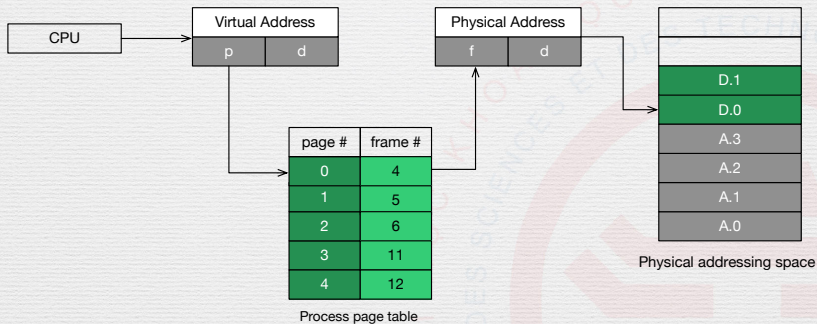 CPU
Virtual Address
p d
Physical Address
f d
page # frame #
0 4
1 5
2 6
3 11
4 12
Process page table
D.1
D.0
A.3
A.2
A.1
A.0
Physical addressing space